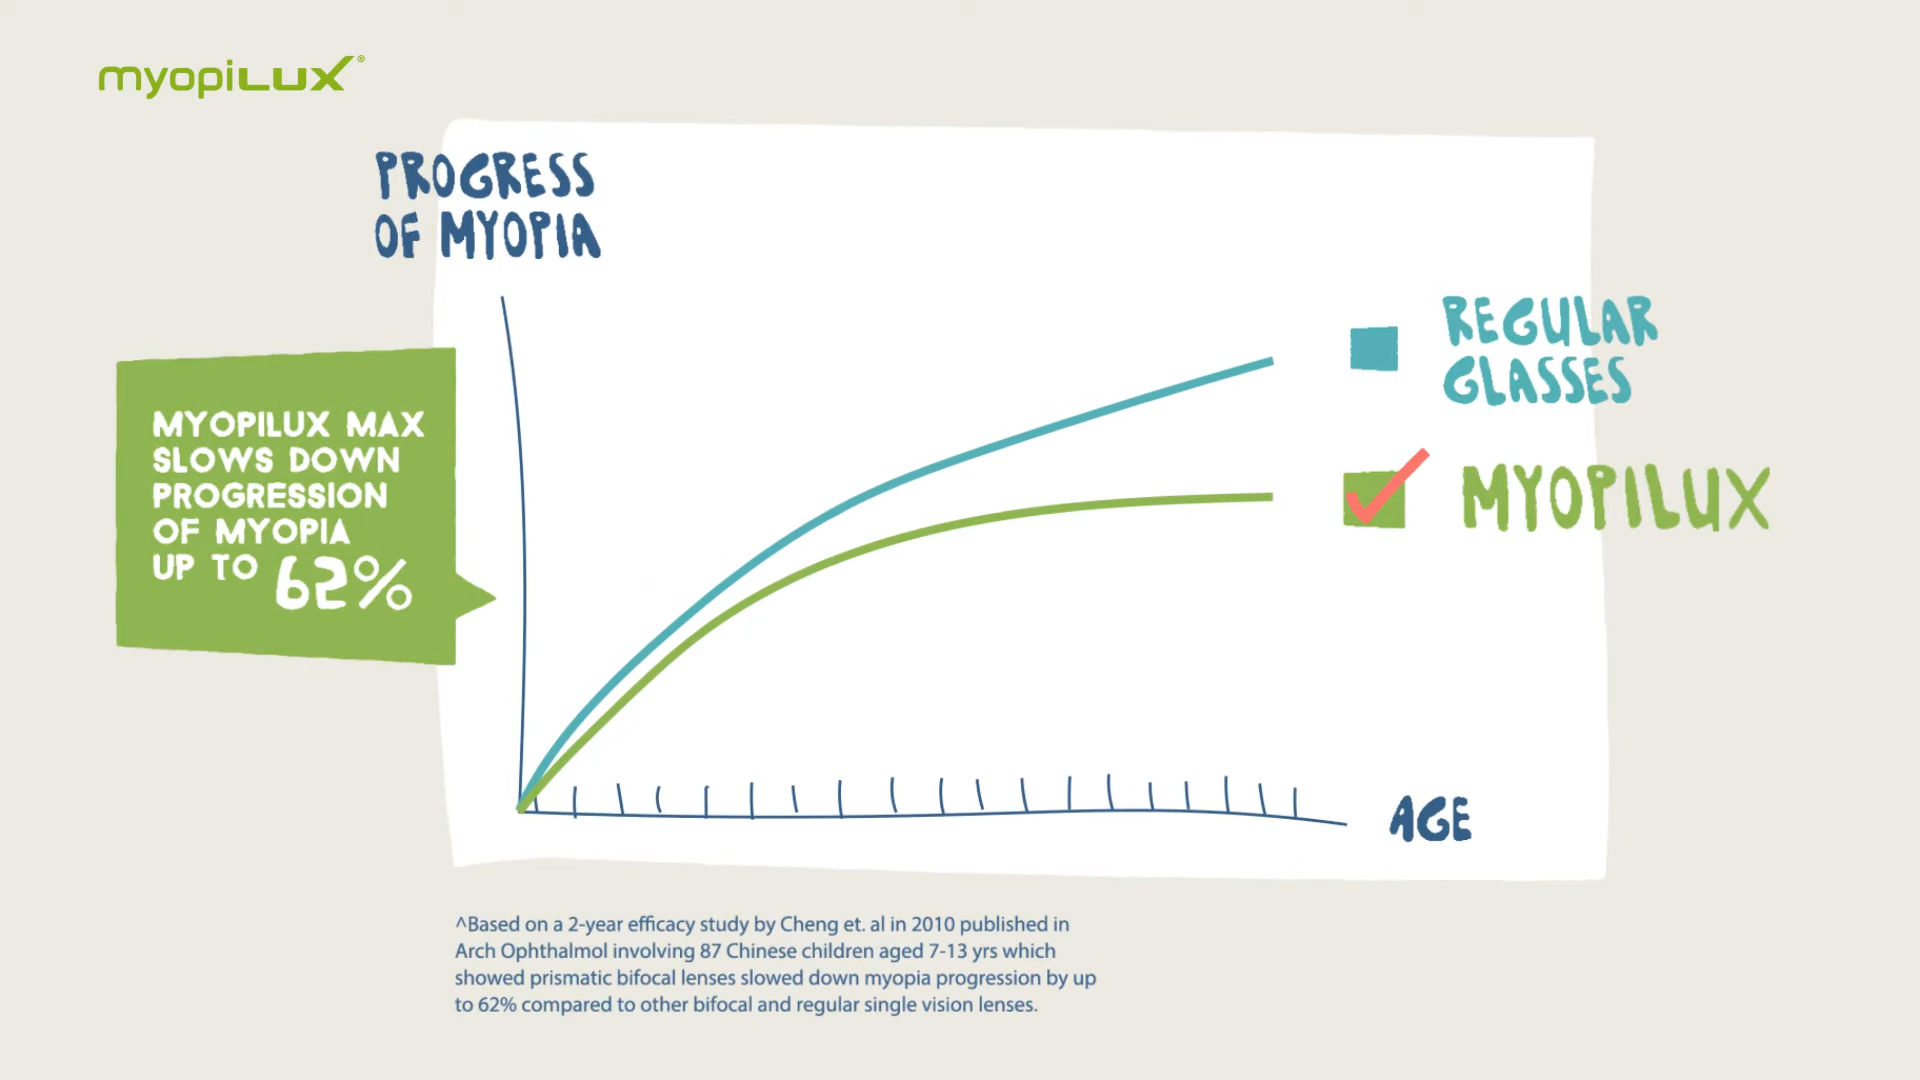 myopiLUX®
PROGRESS
OF MYOPIA
REGULAR
GLASSES
MYOPILUX
MYOPILUX MAX
SLOWS DOWN
PROGRESSION
OF MYOPIA
UP TO 62%
AGE
^Based on a 2-year efficacy study by Cheng et. al in 2010 published in
Arch Ophthalmol involving 87 Chinese children aged 7-13 yrs which
showed prismatic bifocal lenses slowed down myopia progression by up
to 62% compared to other bifocal and regular single vision lenses.